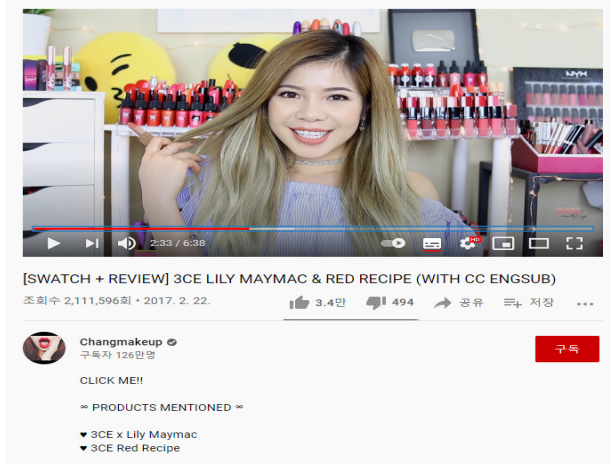 NYX
2:33 / 6:38
HD
[SWATCH + REVIEW] 3CE LILY MAYMAC & RED RECIPE (WITH CC ENGSUB)
조회수 2,111,596회 • 2017. 2. 22.
3.4만 494 공유 저장
Changmakeup
구독자 126만명
구독
CLICK ME!!
∞ PRODUCTS MENTIONED ∞
♥ 3CE x Lily Maymac
♥ 3CE Red Recipe